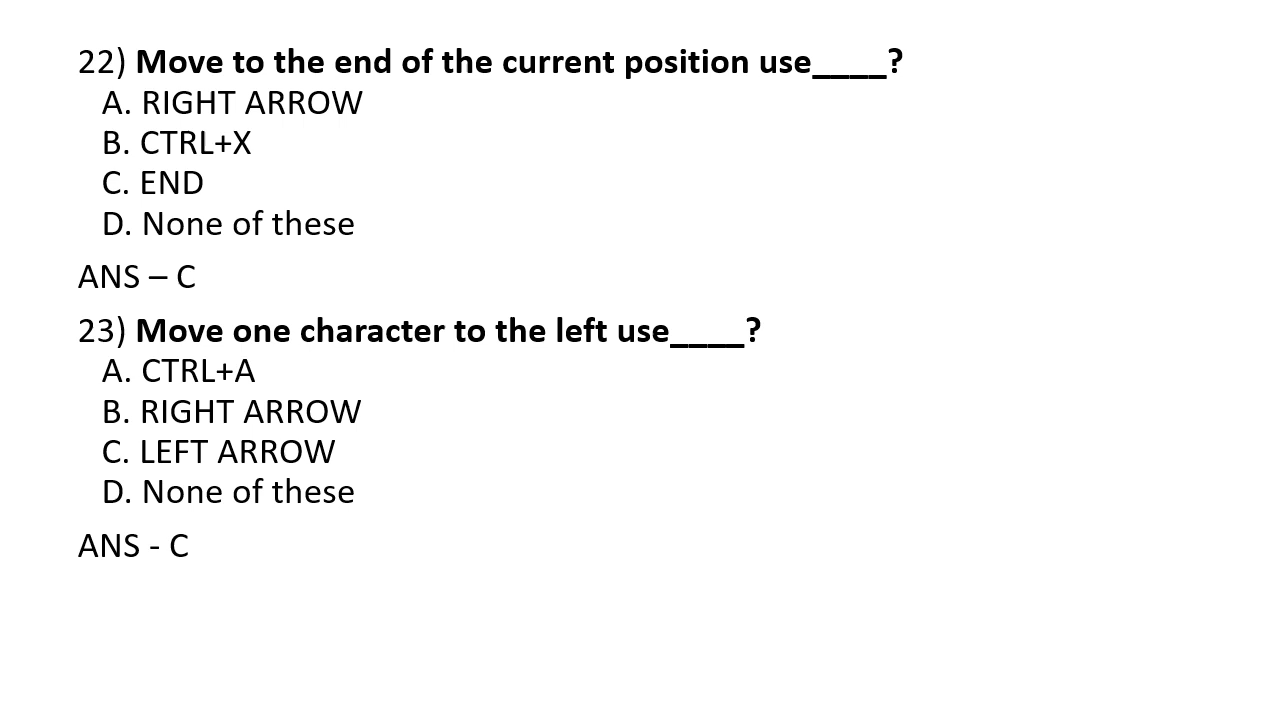 22) Move to the end of the current position use____?
A. RIGHT ARROW
B. CTRL+X
C. END
D. None of these
ANS – C
23) Move one character to the left use____?
A. CTRL+A
B. RIGHT ARROW
C. LEFT ARROW
D. None of these
ANS - C